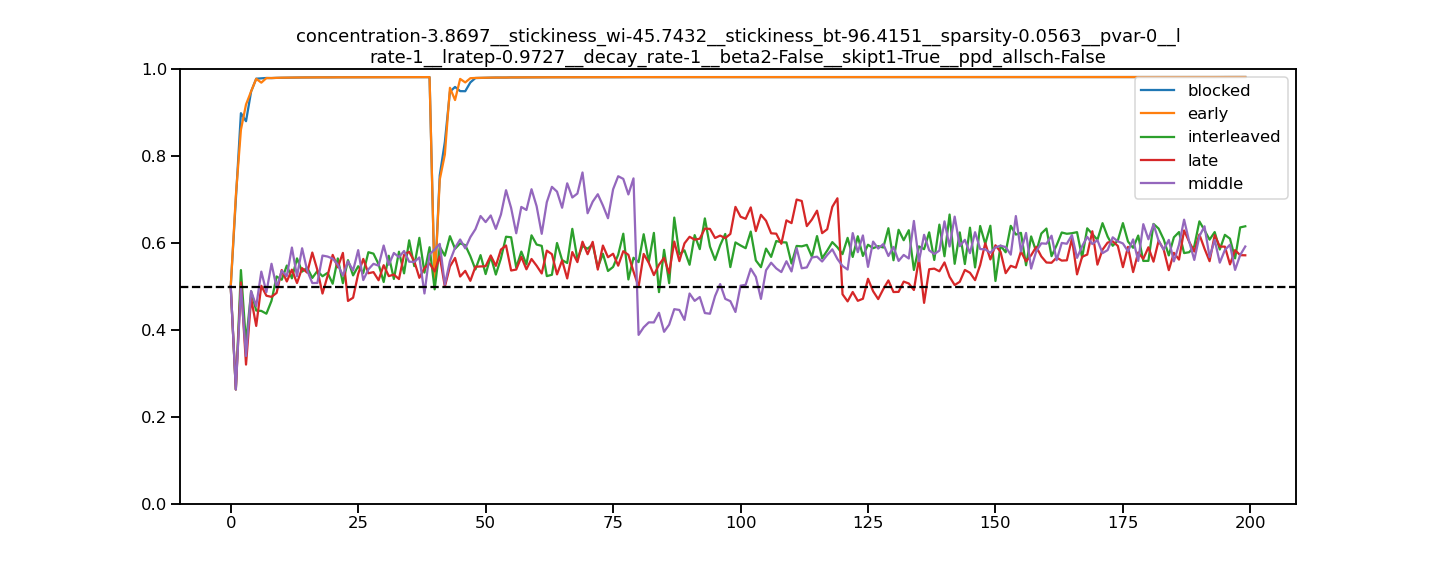 concentration-3.8697__stickiness_wi-45.7432__stickiness_bt-96.4151__sparsity-0.0563__pvar-0__l
rate-1__lratep-0.9727__decay_rate-1__beta2-False__skipt1-True__ppd_allsch-False
1.0
0.8
0.6
0.4
0.2
0.0
blocked
early
interleaved
late
middle
0 25 50 75 100 125 150 175 200